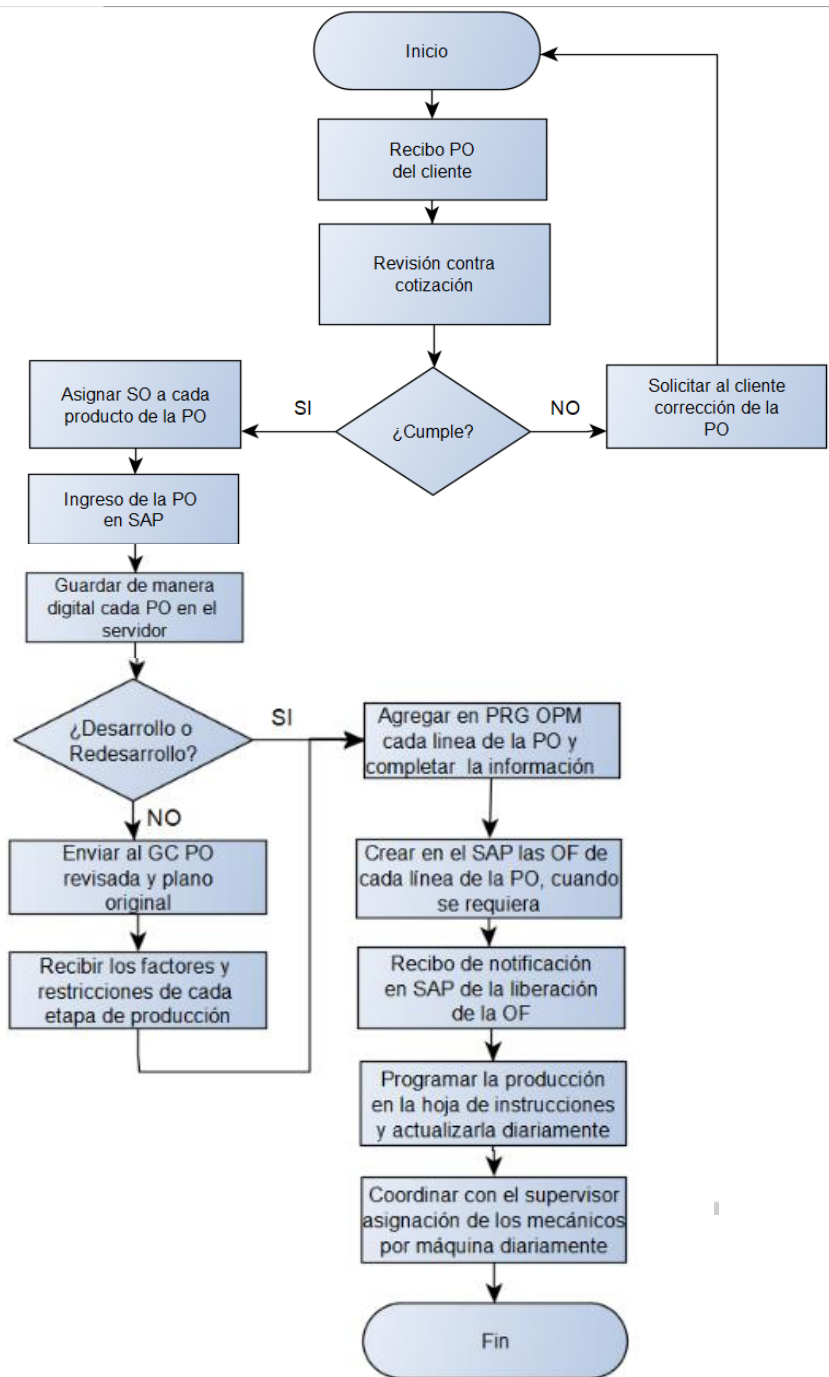 Inicio
Recibo PO
del cliente
Revisión contra
cotización
¿Cumple?
SI
NO
Solicitar al cliente
corrección de la
PO
Asignar SO a cada
producto de la PO
Ingreso de la PO
en SAP
Guardar de manera
digital cada PO en el
servidor
¿Desarrollo o
Redesarrollo?
SI
NO
Enviar al GC PO
revisada y plano
original
Recibir los factores y
restricciones de cada
etapa de producción
Agregar en PRG OPM
cada linea de la PO y
completar la información
Crear en el SAP las OF de
cada línea de la PO, cuando
se requiera
Recibo de notificación
en SAP de la liberación
de la OF
Programar la producción
en la hoja de instrucciones
y actualizarla diariamente
Coordinar con el supervisor
asignación de los mecánicos
por máquina diariamente
Fin